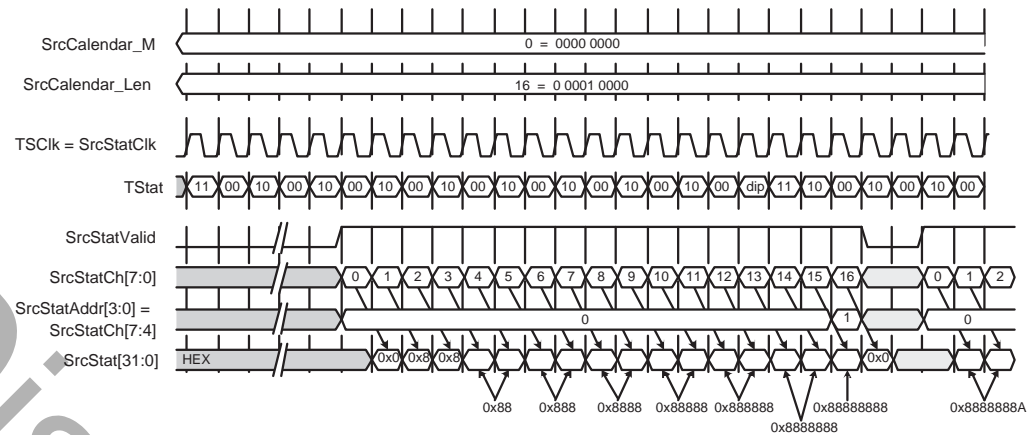 SrcCalendar_M
0 = 0000 0000
SrcCalendar_Len
16 = 0 0001 0000
TSClk = SrcStatClk
TStat 11 00 10 00 10 00 10 00 10 00 10 00 10 00 10 00 10 00 dip 11 10 00 10 00 10 00
SrcStatValid
SrcStatCh[7:0] 0 1 2 3 4 5 6 7 8 9 10 11 12 13 14 15 16 0 1 2
SrcStatAddr[3:0] =
SrcStatCh[7:4]
0 1 0
SrcStat[31:0] HEX 0x0 0x8 0x8 0x0
0x88 0x888 0x8888 0x88888 0x888888 0x88888888 0x8888888A
0x8888888